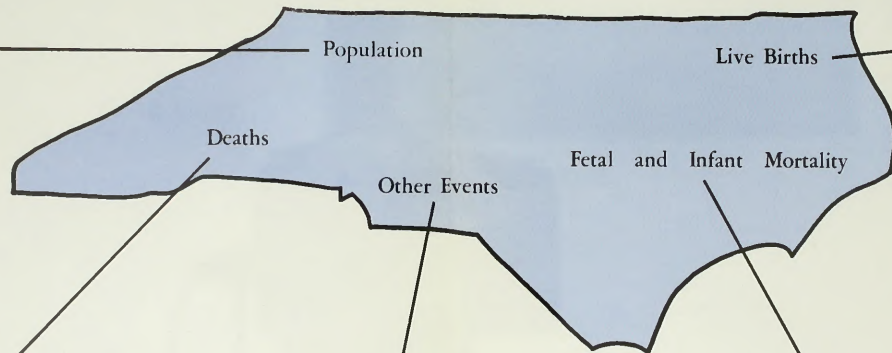 Population
Live Births
Deaths
Fetal and Infant Mortality
Other Events